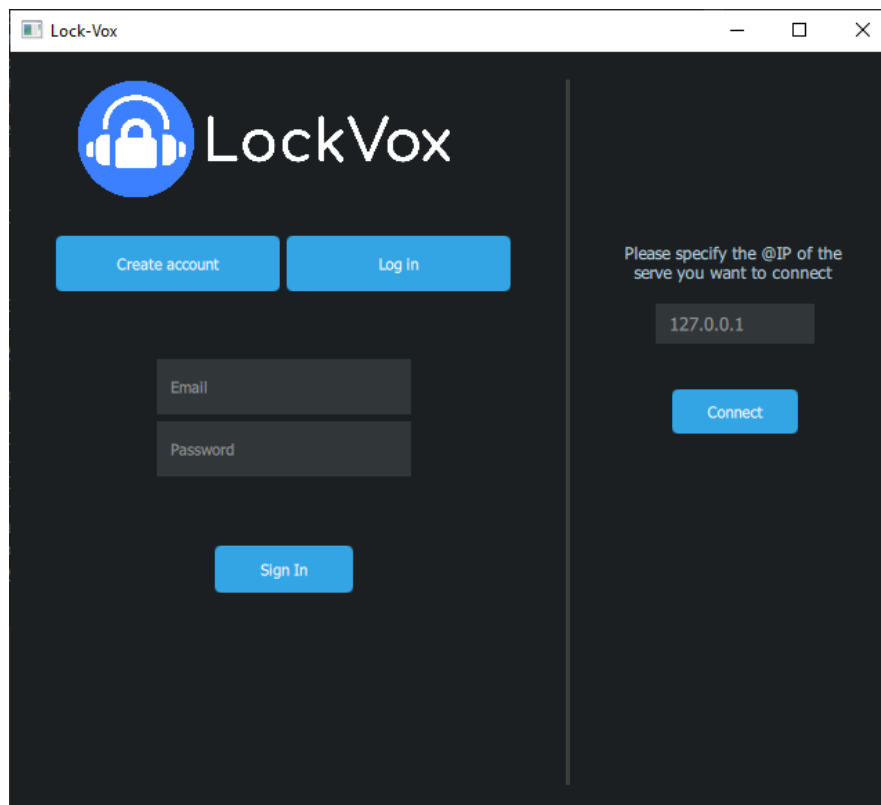 Lock-Vox
LockVox
Create account
Log in
Email
Password
Sign In
Please specify the @IP of the
serve you want to connect
127.0.0.1
Connect